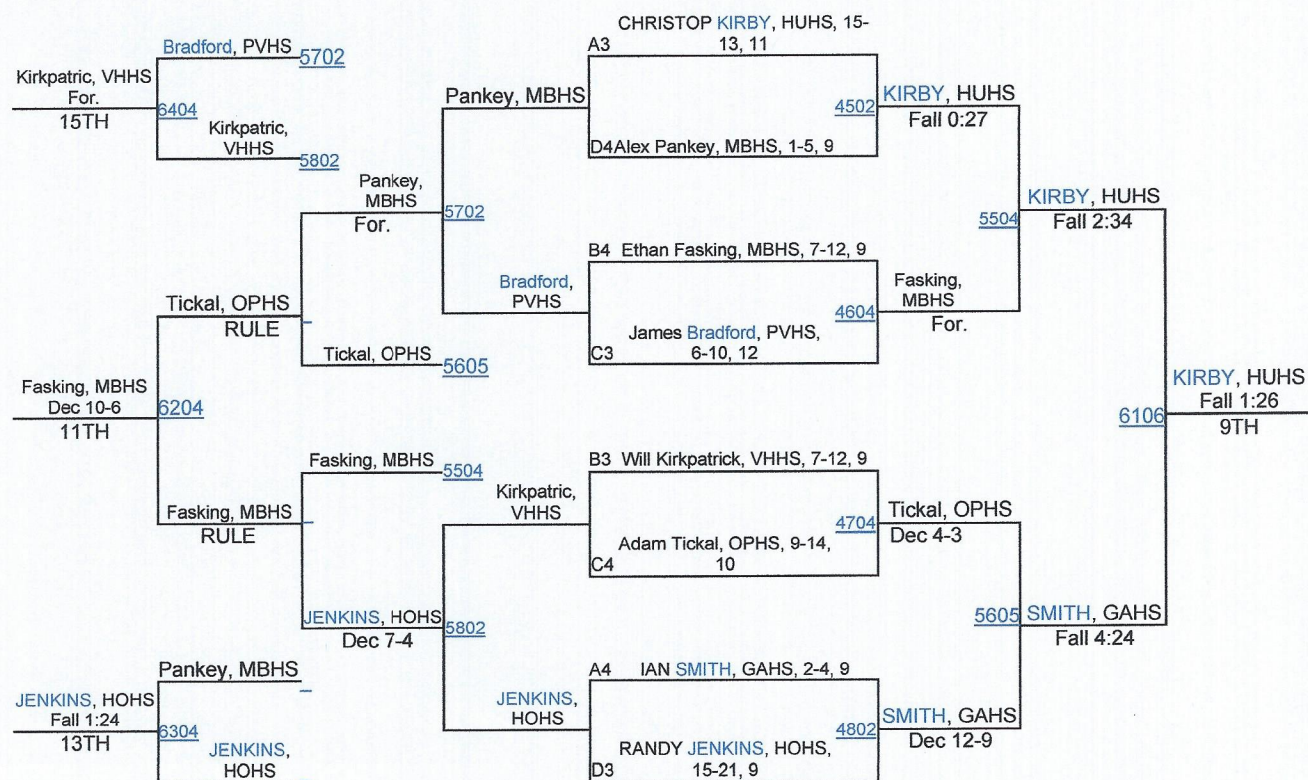 CHRISTOP KIRBY, HUHS, 15-
13, 11
Bradford, PVHS
5702
A3
Kirkpatric, VHHS
For.
15TH
6404
Pankey, MBHS
4502
KIRBY, HUHS
Fall 0:27
Kirkpatric,
VHHS
5802
D4 Alex Pankey, MBHS, 1-5, 9
Pankey,
MBHS
For.
5702
5504
KIRBY, HUHS
Fall 2:34
B4 Ethan Fasking, MBHS, 7-12, 9
Bradford,
PVHS
Fasking,
MBHS
For.
4604
Tickal, OPHS
RULE
James Bradford, PVHS,
6-10, 12
C3
Tickal, OPHS
5605
Fasking, MBHS
Dec 10-6
11TH
6204
6106
KIRBY, HUHS
Fall 1:26
9TH
Fasking, MBHS
5504
B3 Will Kirkpatrick, VHHS, 7-12, 9
Kirkpatric,
VHHS
Fasking, MBHS
RULE
4704
Tickal, OPHS
Dec 4-3
Adam Tickal, OPHS, 9-14,
10
C4
JENKINS, HOHS
Dec 7-4
5802
5605
SMITH, GAHS
Fall 4:24
Pankey, MBHS
A4 IAN SMITH, GAHS, 2-4, 9
JENKINS, HOHS
Fall 1:24
13TH
6304
JENKINS,
HOHS
4802
SMITH, GAHS
Dec 12-9
JENKINS,
HOHS
RANDY JENKINS, HOHS,
15-21, 9
D3